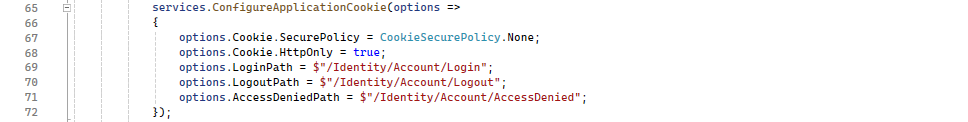 65 services.ConfigureApplicationCookie(options =>
66 {
67 options.Cookie.SecurePolicy = CookieSecurePolicy.None;
68 options.Cookie.HttpOnly = true;
69 options.LoginPath = $"/Identity/Account/Login";
70 options.LogoutPath = $"/Identity/Account/Logout";
71 options.AccessDeniedPath = $"/Identity/Account/AccessDenied";
72 });